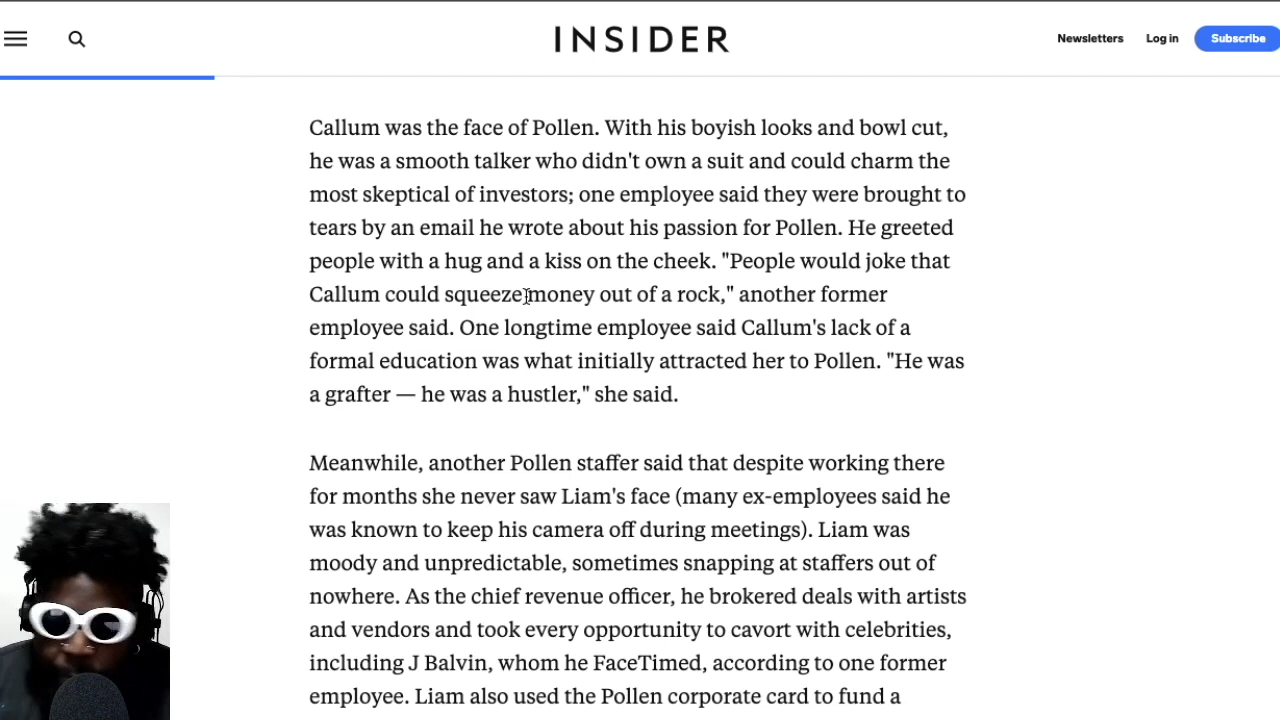 INSIDER
Newsletters
Log in
Subscribe
Callum was the face of Pollen. With his boyish looks and bowl cut,
he was a smooth talker who didn't own a suit and could charm the
most skeptical of investors; one employee said they were brought to
tears by an email he wrote about his passion for Pollen. He greeted
people with a hug and a kiss on the cheek. "People would joke that
Callum could squeeze money out of a rock," another former
employee said. One longtime employee said Callum's lack of a
formal education was what initially attracted her to Pollen. "He was
a grafter — he was a hustler," she said.
Meanwhile, another Pollen staffer said that despite working there
for months she never saw Liam's face (many ex-employees said he
was known to keep his camera off during meetings). Liam was
moody and unpredictable, sometimes snapping at staffers out of
nowhere. As the chief revenue officer, he brokered deals with artists
and vendors and took every opportunity to cavort with celebrities,
including J Balvin, whom he FaceTimed, according to one former
employee. Liam also used the Pollen corporate card to fund a